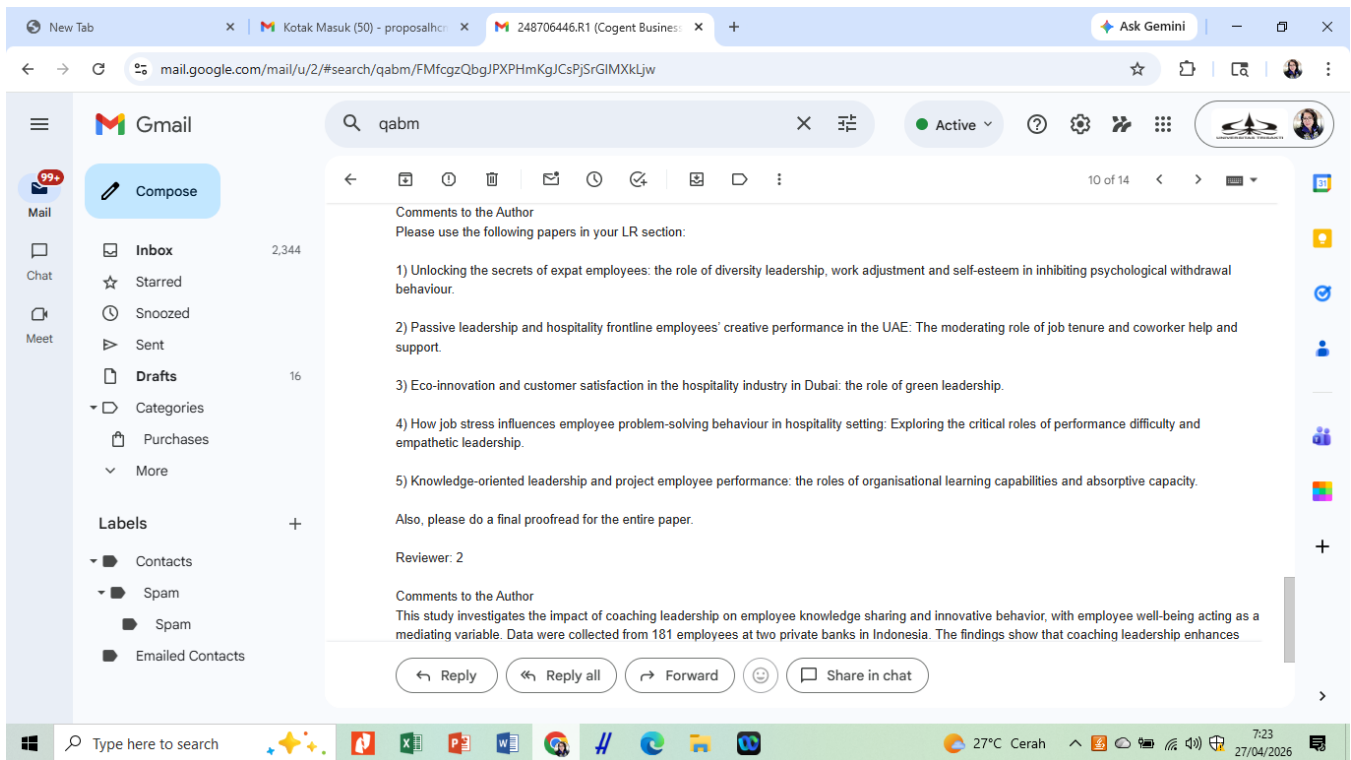 New Tab
Kotak Masuk (50) - proposalhcn
248706446.R1 (Cogent Business
Ask Gemini
mail.google.com/mail/u/2/#search/qabm/FMfcgzQbgJPXPHmKgJCsPjSrGlMXkLjw
Gmail
qabm
Active
99+
Mail
Chat
Meet
Compose
Inbox 2,344
Starred
Snoozed
Sent
Drafts 16
Categories
Purchases
More
Labels
Contacts
Spam
Spam
Emailed Contacts
10 of 14
Comments to the Author
Please use the following papers in your LR section:
1) Unlocking the secrets of expat employees: the role of diversity leadership, work adjustment and self-esteem in inhibiting psychological withdrawal
behaviour.
2) Passive leadership and hospitality frontline employees' creative performance in the UAE: The moderating role of job tenure and coworker help and
support.
3) Eco-innovation and customer satisfaction in the hospitality industry in Dubai: the role of green leadership.
4) How job stress influences employee problem-solving behaviour in hospitality setting: Exploring the critical roles of performance difficulty and
empathetic leadership.
5) Knowledge-oriented leadership and project employee performance: the roles of organisational learning capabilities and absorptive capacity.
Also, please do a final proofread for the entire paper.
Reviewer: 2
Comments to the Author
This study investigates the impact of coaching leadership on employee knowledge sharing and innovative behavior, with employee well-being acting as a
mediating variable. Data were collected from 181 employees at two private banks in Indonesia. The findings show that coaching leadership enhances
Reply
Reply all
Forward
Share in chat
31
Type here to search
27°C Cerah
7:23
27/04/2026